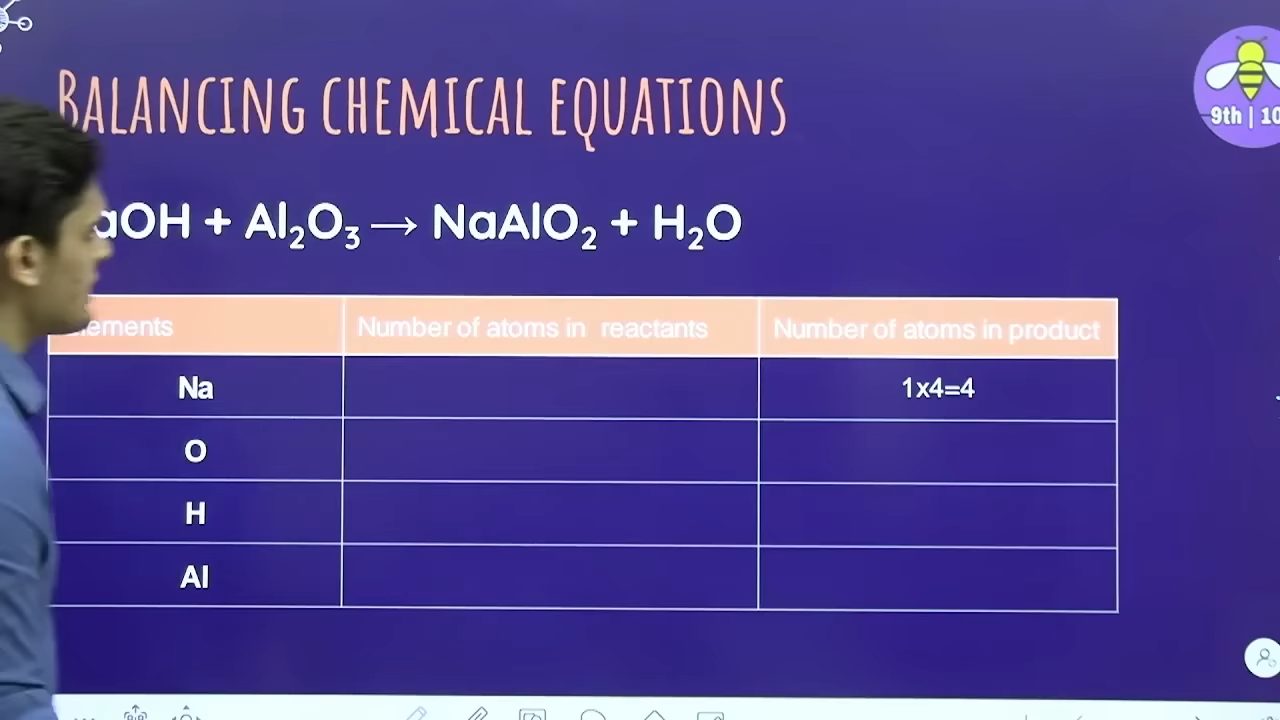 BALANCING CHEMICAL EQUATIONS
aOH + Al₂O₃ → NaAlO₂ + H₂O
lements Number of atoms in reactants Number of atoms in product
Na 1x4=4
O
H
Al
9th | 10